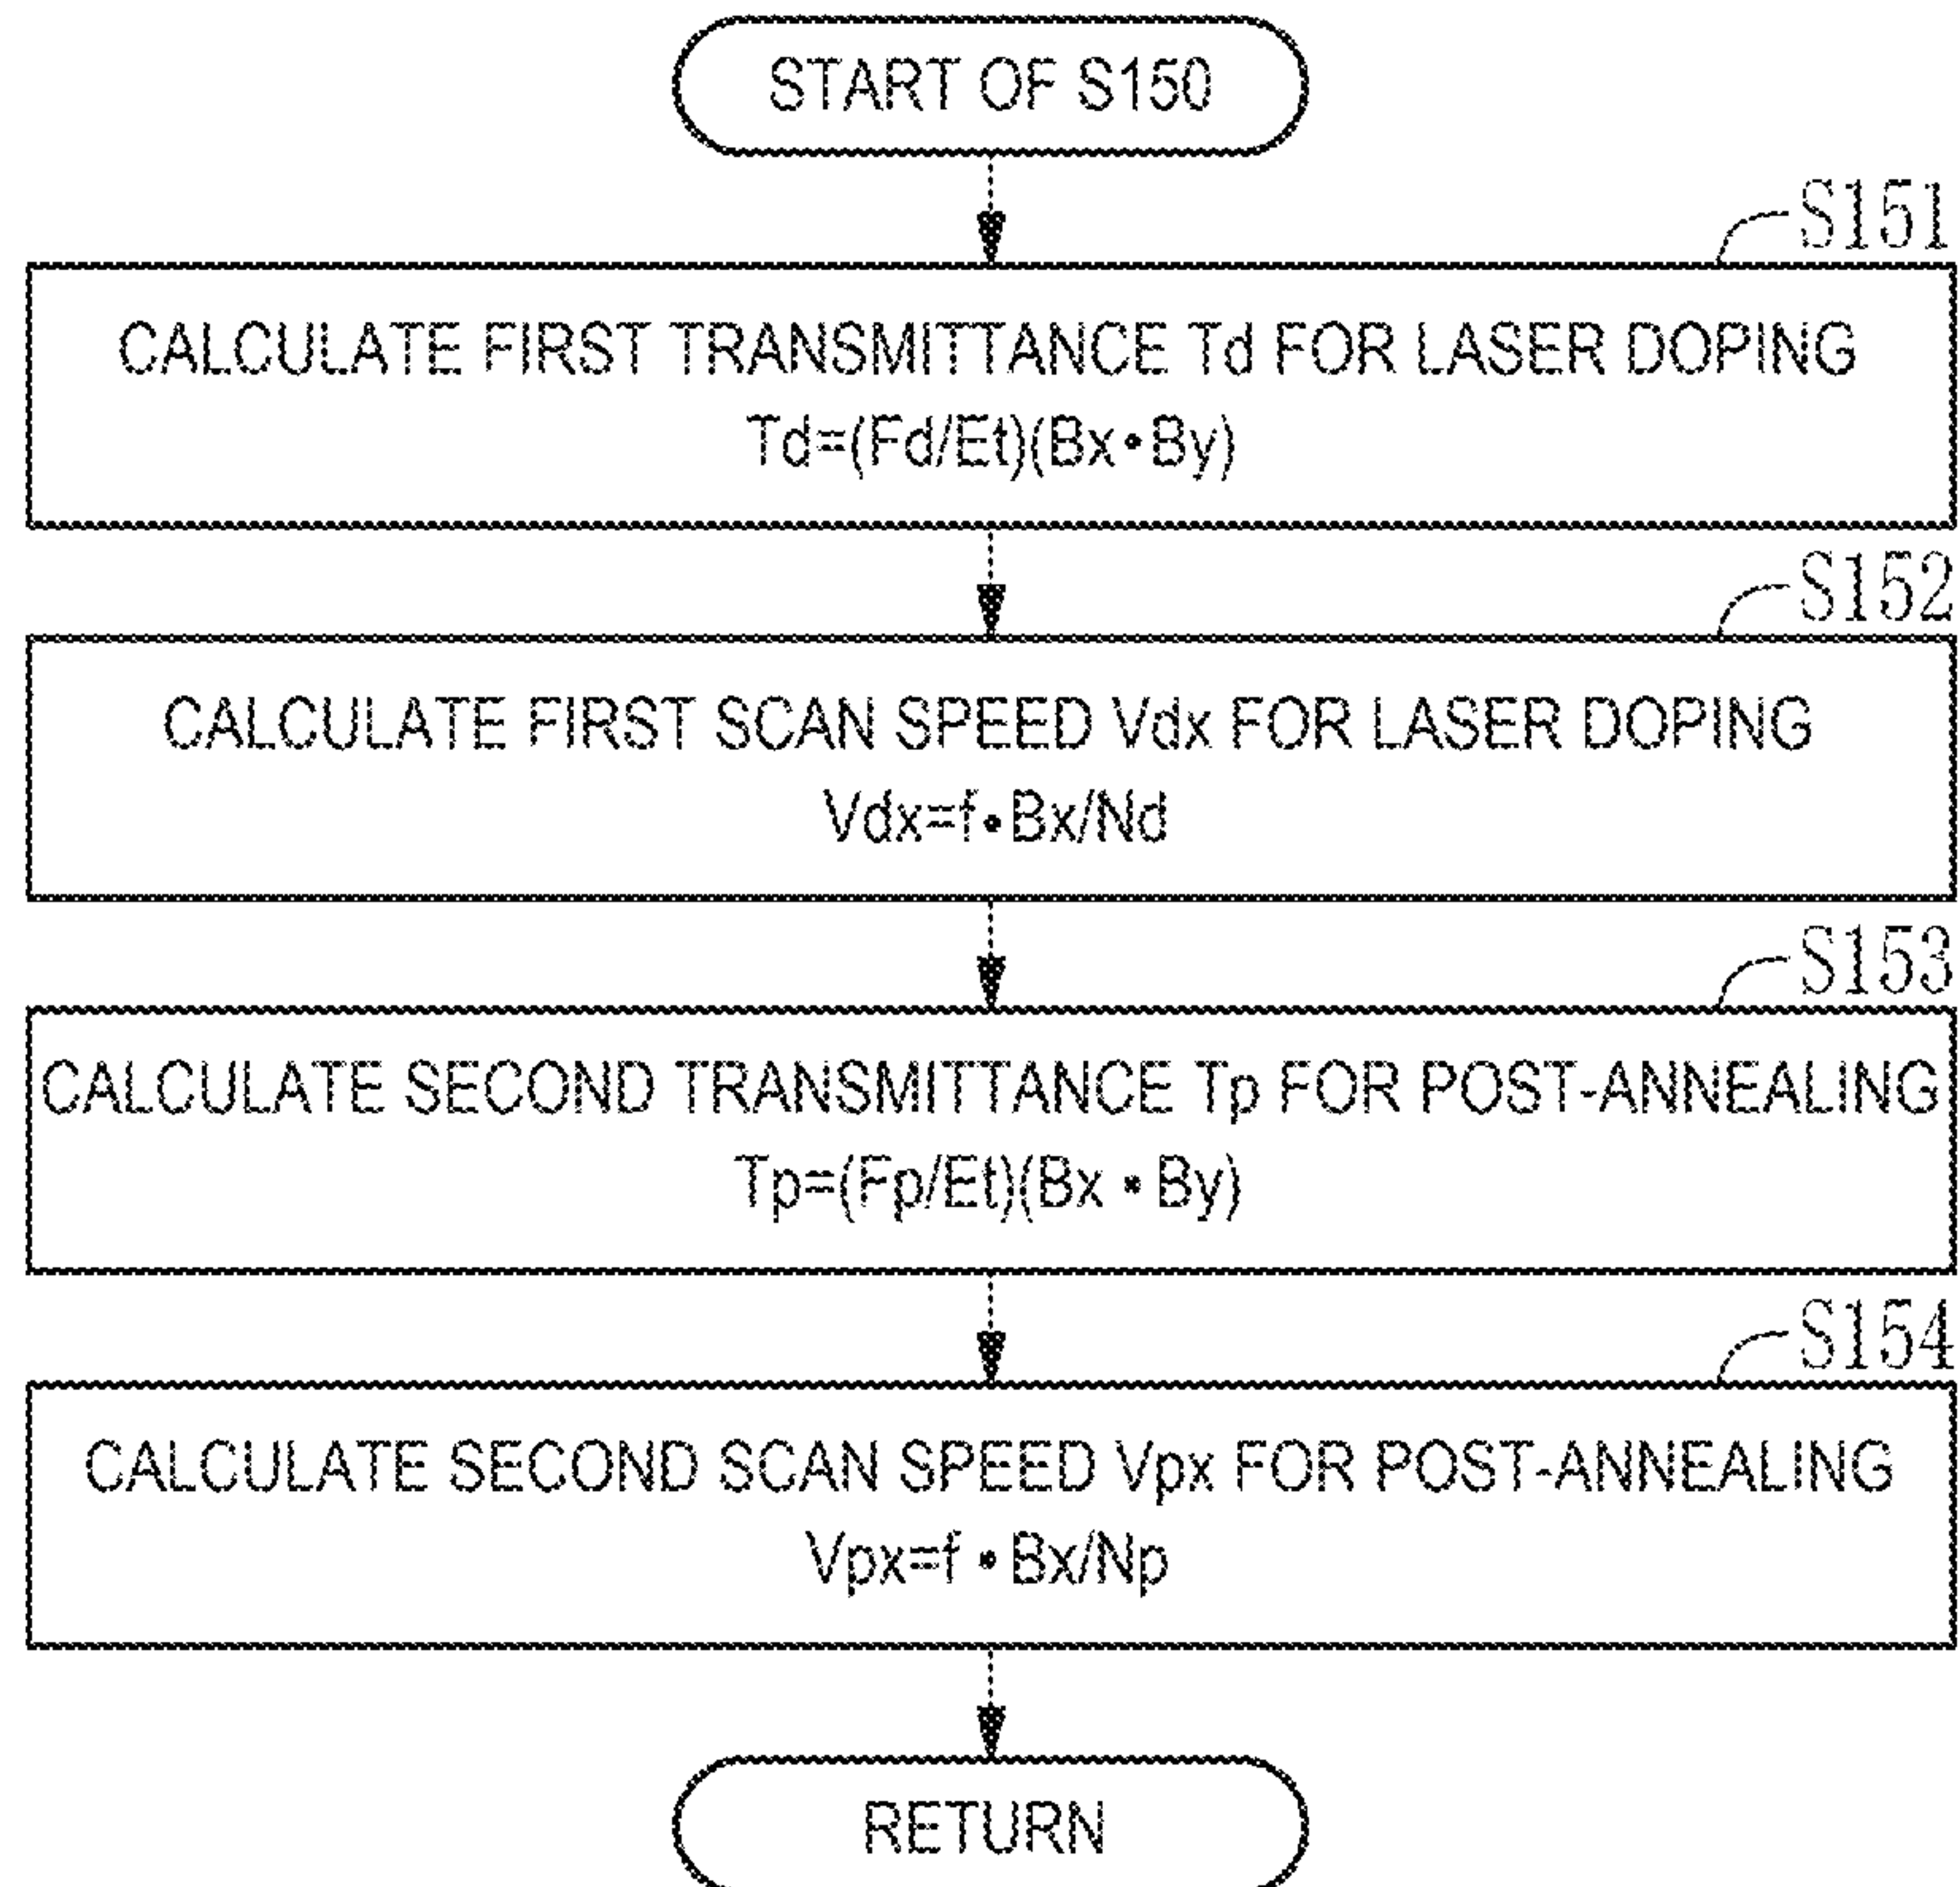 START OF S150
S151
CALCULATE FIRST TRANSMITTANCE Td FOR LASER DOPING
Td=(Fd/Et)(Bx•By)
S152
CALCULATE FIRST SCAN SPEED Vdx FOR LASER DOPING
Vdx=f•Bx/Nd
S153
CALCULATE SECOND TRANSMITTANCE Tp FOR POST-ANNEALING
Tp=(Fp/Et)(Bx • By)
S154
CALCULATE SECOND SCAN SPEED Vpx FOR POST-ANNEALING
Vpx=f • Bx/Np
RETURN